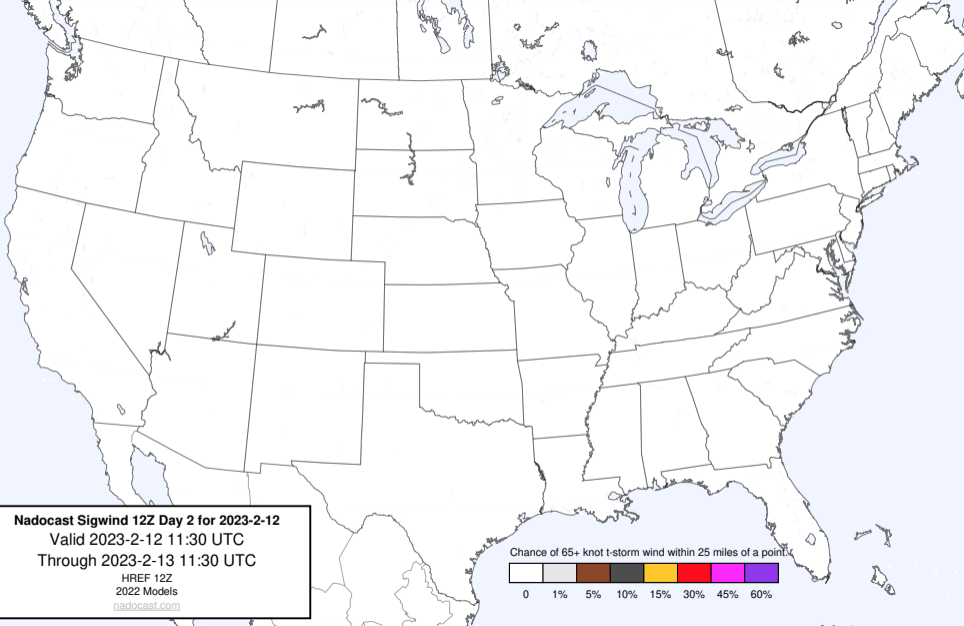 Nadocast Sigwind 12Z Day 2 for 2023-2-12
Valid 2023-2-12 11:30 UTC
Through 2023-2-13 11:30 UTC
HREF 12Z
2022 Models
nadocast.com
Chance of 65+ knot t-storm wind within 25 miles of a point.
0 1% 5% 10% 15% 30% 45% 60%